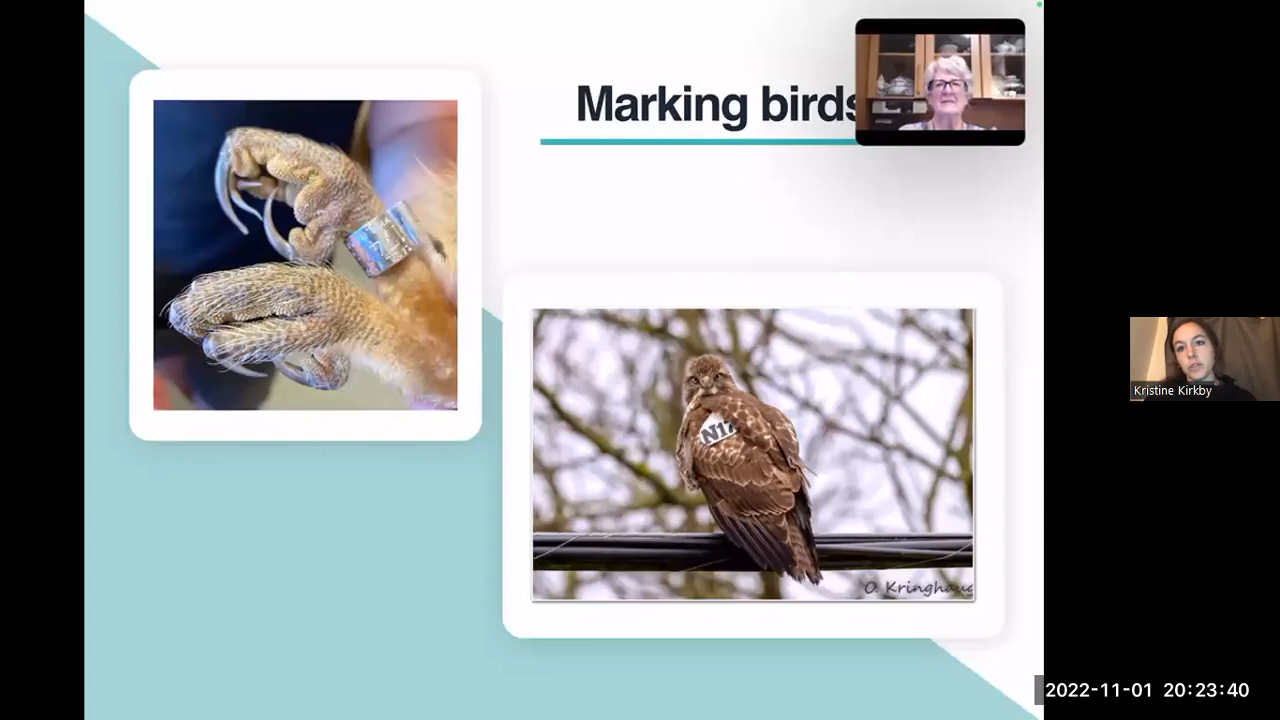 Marking birds
N17
O. Kringhaug
Kristine Kirkby
2022-11-01 20:23:40